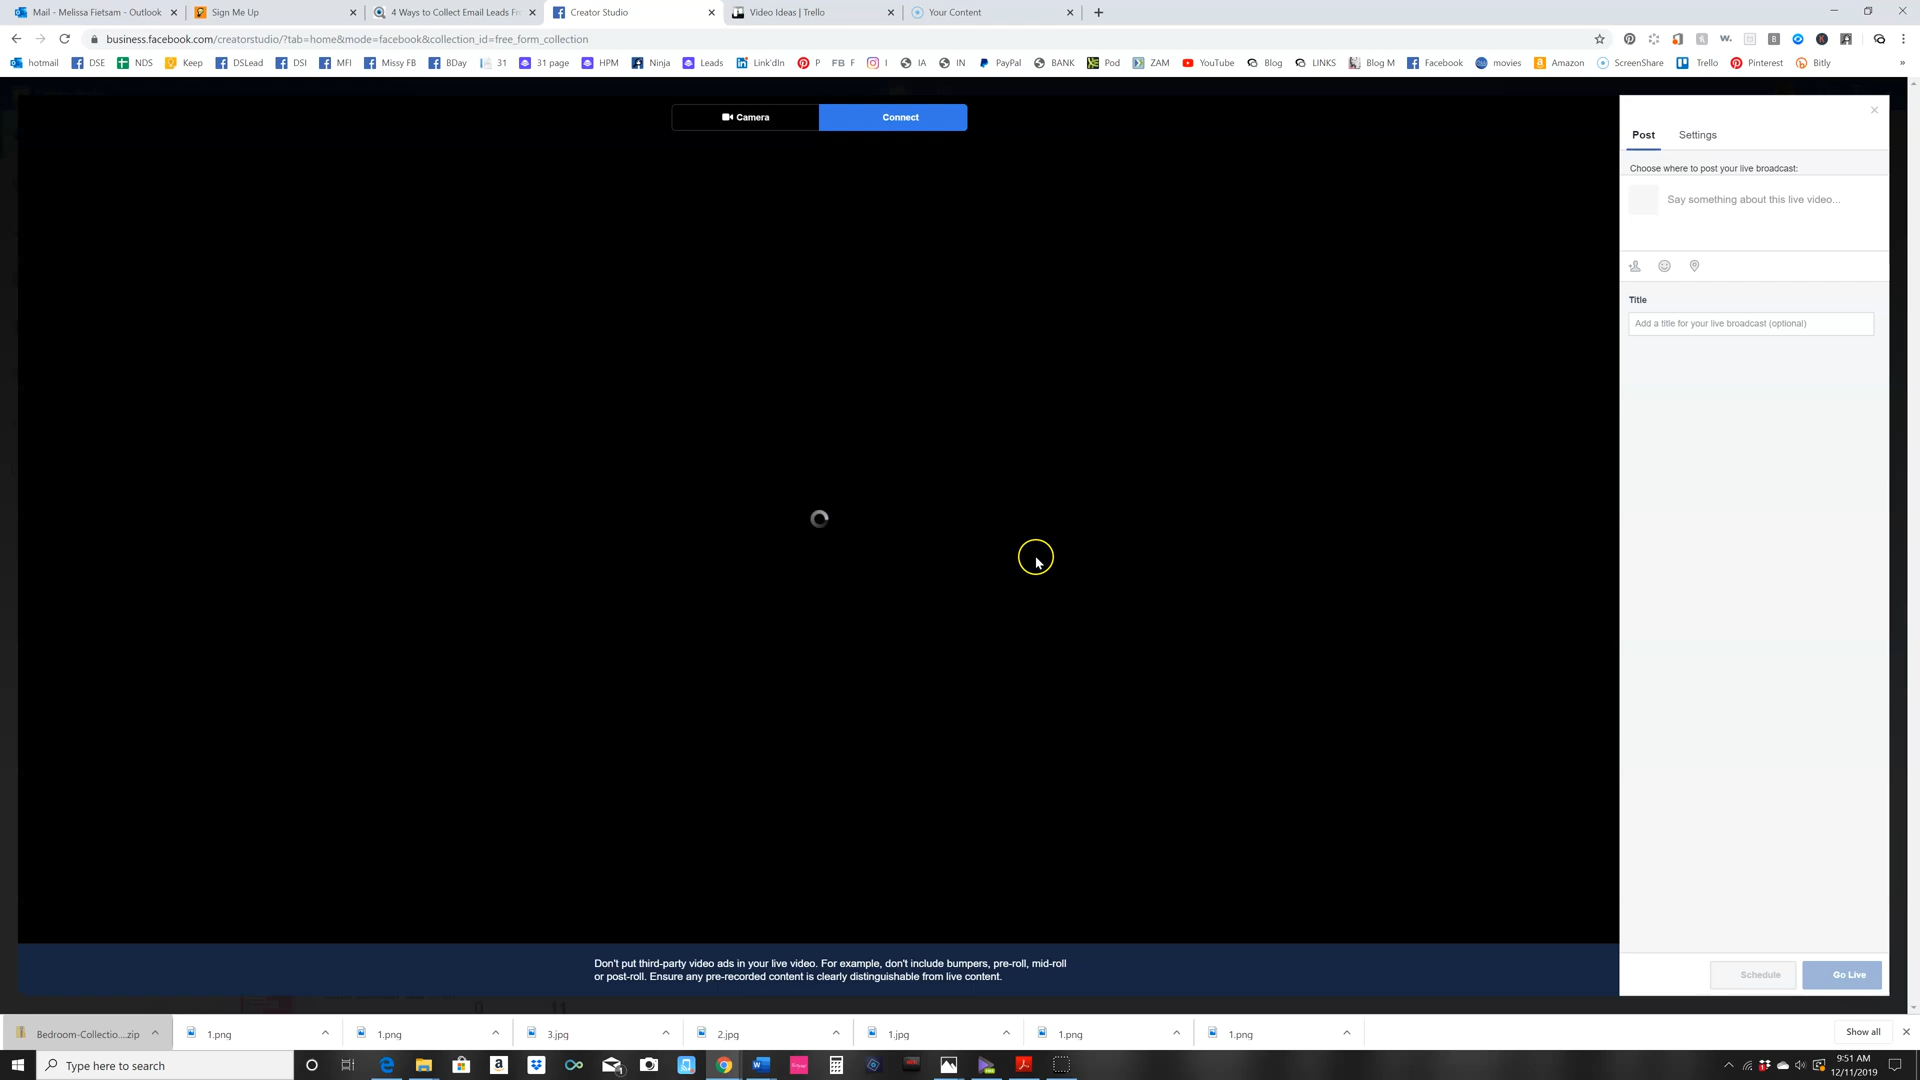 Mail - Melissa Fietsam - Outlook
Sign Me Up
4 Ways to Collect Email Leads Fr
Creator Studio
Video Ideas | Trello
Your Content
business.facebook.com/creatorstudio/?tab=home&mode=facebook&collection_id=free_form_collection
hotmail DSE NDS Keep DSLead DSI MFI Missy FB BDay 31 31 page HPM Ninja Leads Link'dIn P FB F I IA IN PayPal BANK Pod ZAM YouTube Blog LINKS Blog M Facebook movies Amazon ScreenShare Trello Pinterest Bitly
Camera
Connect
Post
Settings
Choose where to post your live broadcast:
Say something about this live video...
Title
Add a title for your live broadcast (optional)
Don't put third-party video ads in your live video. For example, don't include bumpers, pre-roll, mid-roll
or post-roll. Ensure any pre-recorded content is clearly distinguishable from live content.
Schedule
Go Live
Bedroom-Collectio....zip
1.png
1.png
3.jpg
2.jpg
1.jpg
1.png
1.png
Show all
Type here to search
9:51 AM
12/11/2019